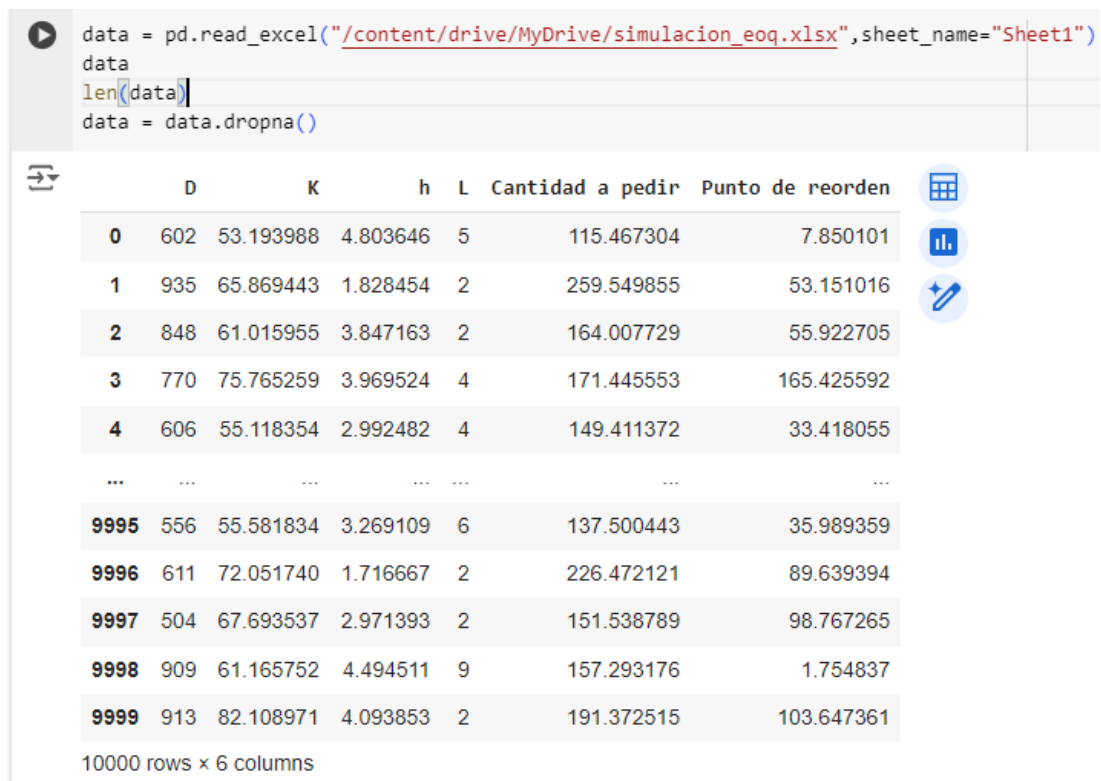 data = pd.read_excel("/content/drive/MyDrive/simulacion_eoq.xlsx",sheet_name="Sheet1")
data
len(data)
data = data.dropna()
D K h L Cantidad a pedir Punto de reorden
0 602 53.193988 4.803646 5 115.467304 7.850101
1 935 65.869443 1.828454 2 259.549855 53.151016
2 848 61.015955 3.847163 2 164.007729 55.922705
3 770 75.765259 3.969524 4 171.445553 165.425592
4 606 55.118354 2.992482 4 149.411372 33.418055
... ... ... ... ... ... ...
9995 556 55.581834 3.269109 6 137.500443 35.989359
9996 611 72.051740 1.716667 2 226.472121 89.639394
9997 504 67.693537 2.971393 2 151.538789 98.767265
9998 909 61.165752 4.494511 9 157.293176 1.754837
9999 913 82.108971 4.093853 2 191.372515 103.647361
10000 rows × 6 columns